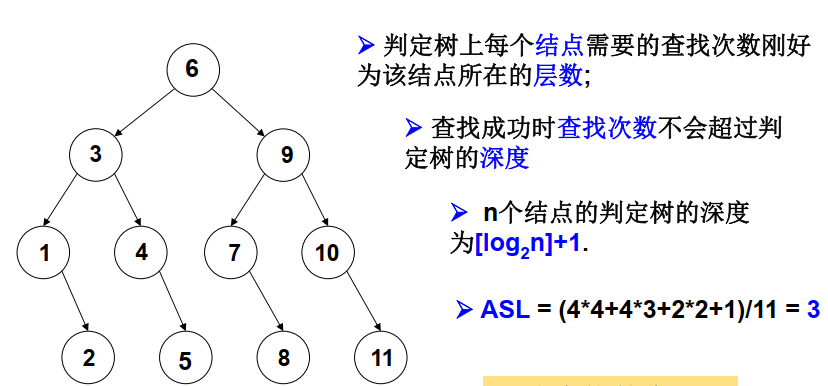 6
➢ 判定树上每个结点需要的查找次数刚好
为该结点所在的层数;
3
9
➢ 查找成功时查找次数不会超过判
定树的深度
1
4
7
10
➢ n个结点的判定树的深度
为[log2n]+1.
➢ ASL = (4*4+4*3+2*2+1)/11 = 3
2
5
8
11